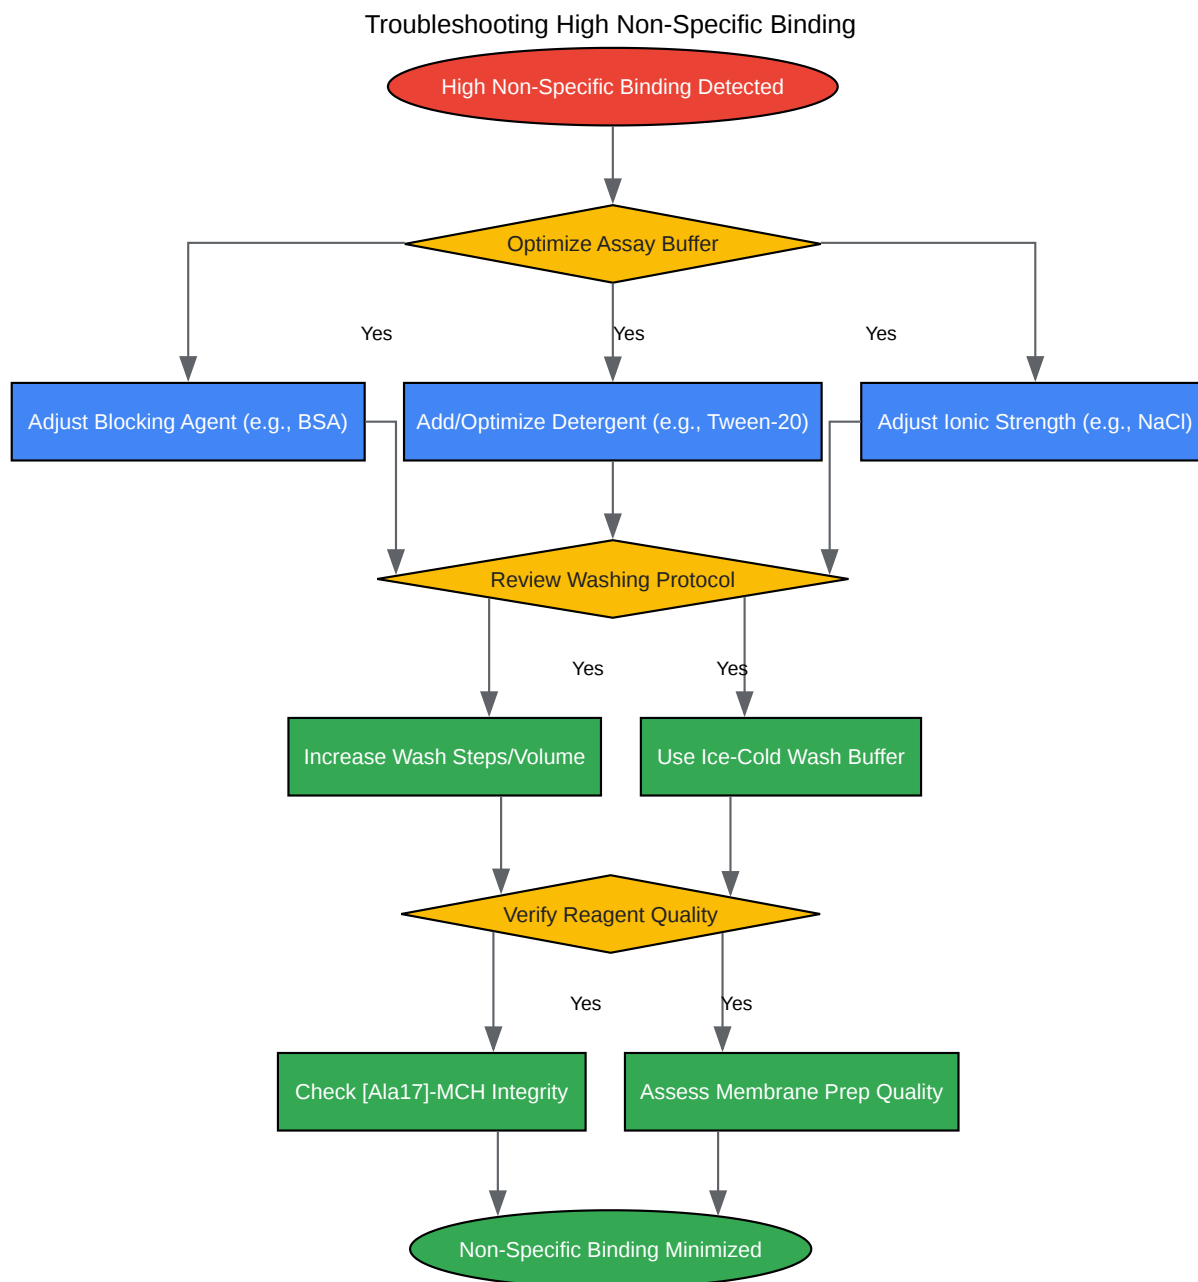 Troubleshooting High Non-Specific Binding
High Non-Specific Binding Detected
Optimize Assay Buffer
Yes
Yes
Yes
Adjust Blocking Agent (e.g., BSA)
Add/Optimize Detergent (e.g., Tween-20)
Adjust Ionic Strength (e.g., NaCl)
Review Washing Protocol
Yes
Yes
Increase Wash Steps/Volume
Use Ice-Cold Wash Buffer
Verify Reagent Quality
Yes
Yes
Check [Ala17]-MCH Integrity
Assess Membrane Prep Quality
Non-Specific Binding Minimized